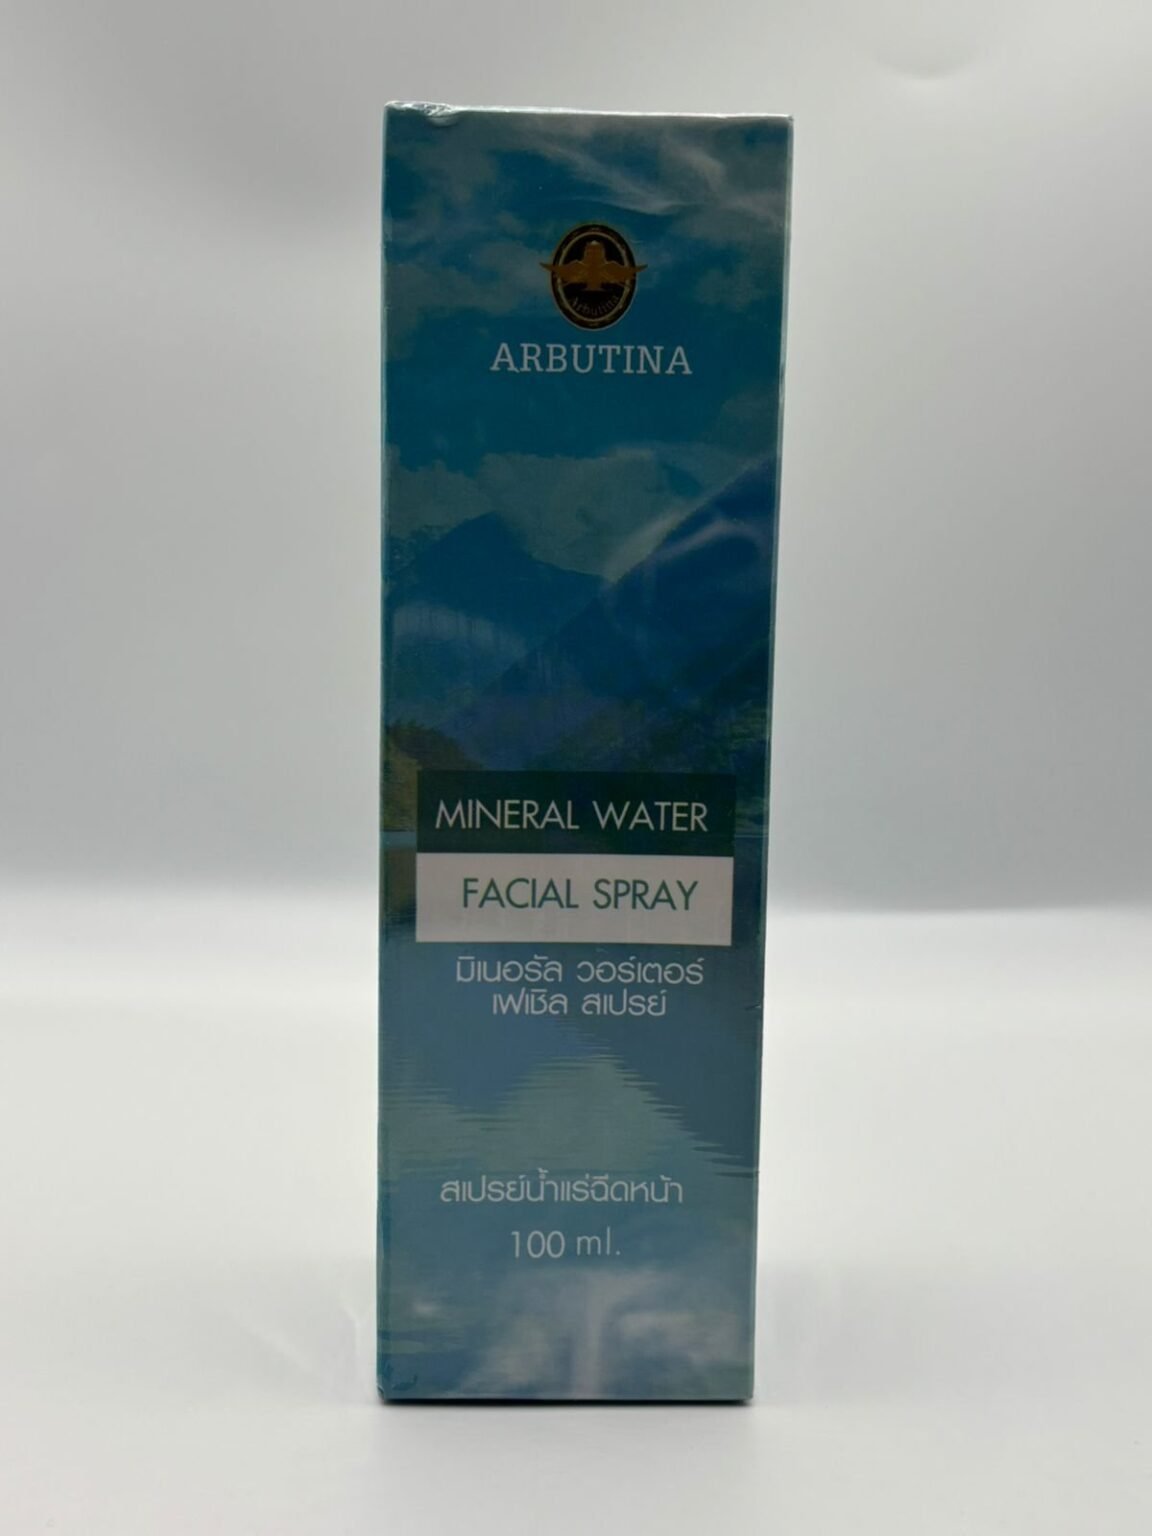 Arbutina
ARBUTINA
MINERAL WATER
FACIAL SPRAY
มิเนอรัล วอร์เตอร์
เฟเชิล สเปรย์
สเปรย์น้ำแร่ฉีดหน้า
100 ml.